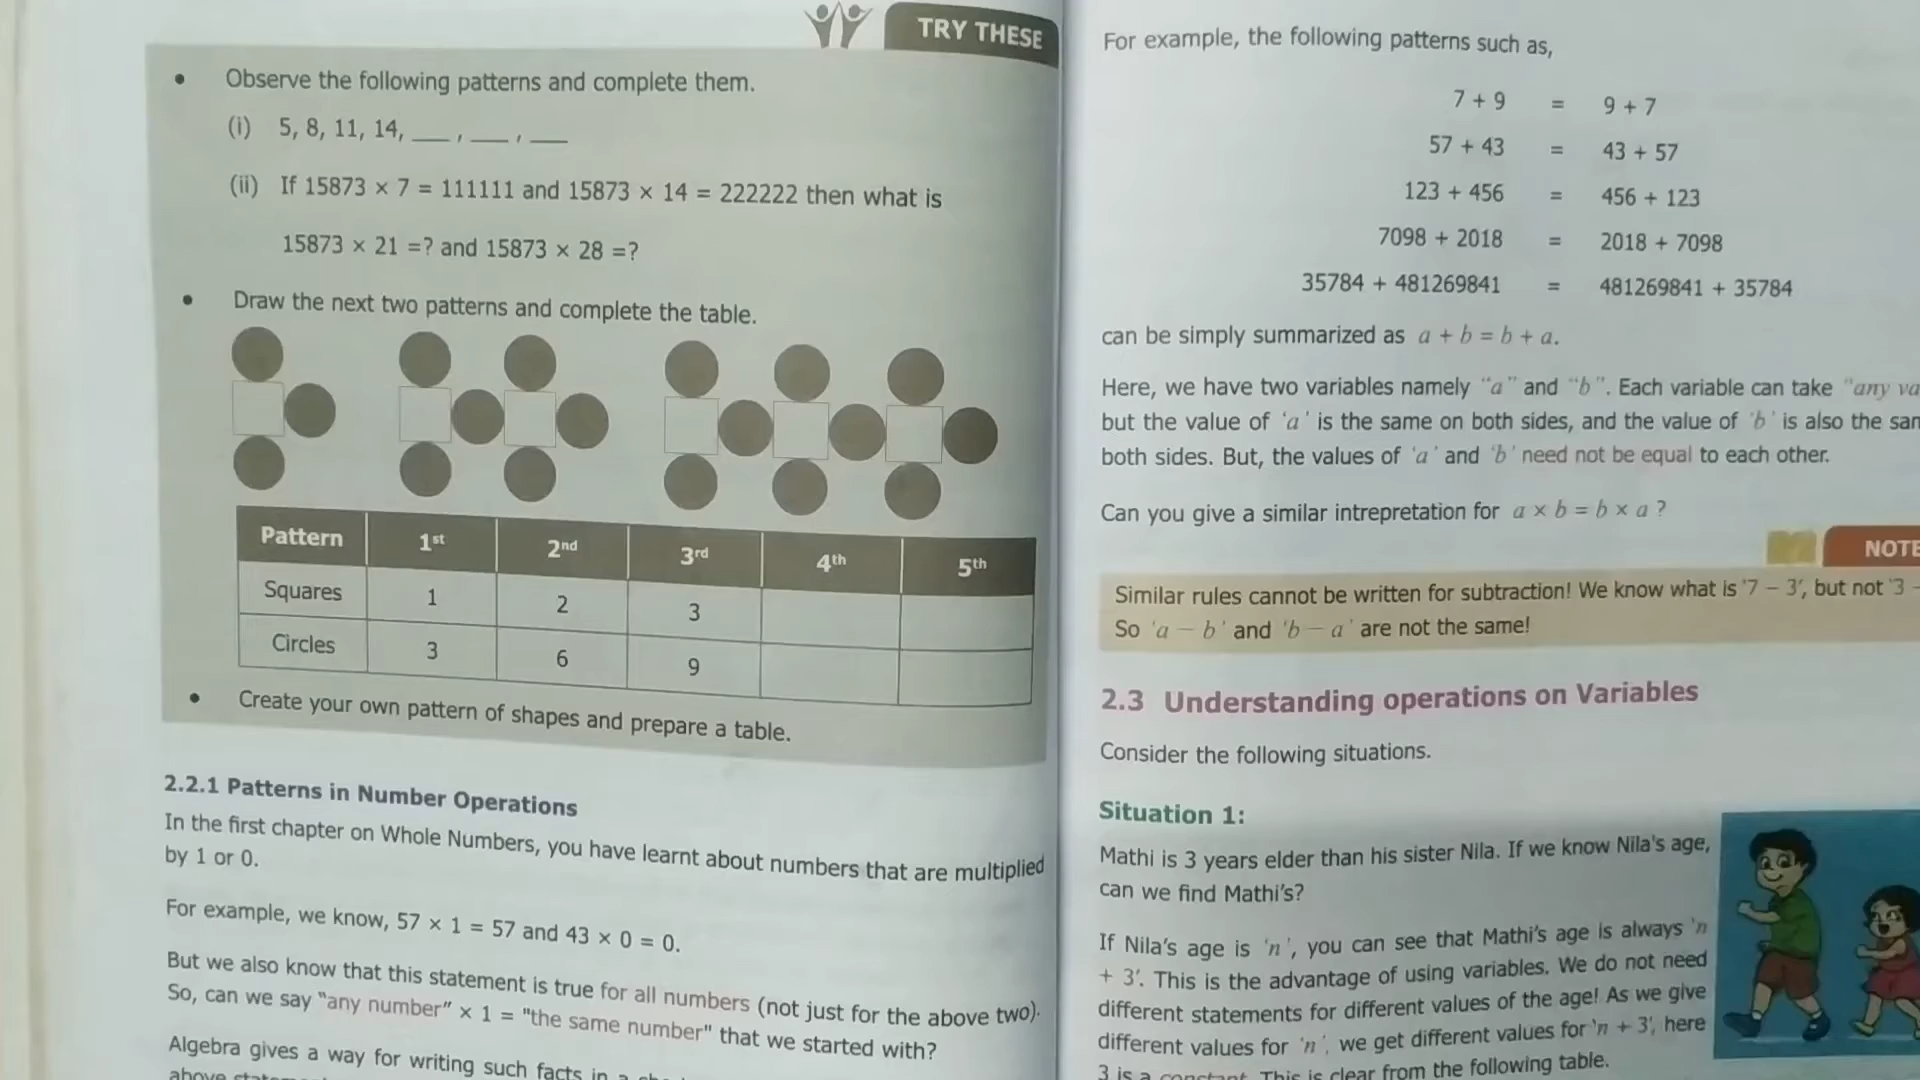 TRY THESE
• Observe the following patterns and complete them.
(i) 5, 8, 11, 14, ___ , ___ , ___
(ii) If 15873 × 7 = 111111 and 15873 × 14 = 222222 then what is
15873 × 21 =? and 15873 × 28 =?
• Draw the next two patterns and complete the table.
Pattern 1st 2nd 3rd 4th 5th
Squares 1 2 3
Circles 3 6 9
• Create your own pattern of shapes and prepare a table.
2.2.1 Patterns in Number Operations
In the first chapter on Whole Numbers, you have learnt about numbers that are multiplied
by 1 or 0.
For example, we know, 57 × 1 = 57 and 43 × 0 = 0.
But we also know that this statement is true for all numbers (not just for the above two).
So, can we say "any number" × 1 = "the same number" that we started with?
Algebra gives a way for writing such facts in a
above
For example, the following patterns such as,
7 + 9 = 9 + 7
57 + 43 = 43 + 57
123 + 456 = 456 + 123
7098 + 2018 = 2018 + 7098
35784 + 481269841 = 481269841 + 35784
can be simply summarized as a + b = b + a.
Here, we have two variables namely "a" and "b". Each variable can take "any
but the value of 'a' is the same on both sides, and the value of 'b' is also the
both sides. But, the values of 'a' and 'b' need not be equal to each other.
Can you give a similar intrepretation for a × b = b × a ?
NOTE
Similar rules cannot be written for subtraction! We know what is '7 – 3', but not '3 –
So 'a – b' and 'b – a' are not the same!
2.3 Understanding operations on Variables
Consider the following situations.
Situation 1:
Mathi is 3 years elder than his sister Nila. If we know Nila's age,
can we find Mathi's?
If Nila's age is 'n', you can see that Mathi's age is always 'n
+ 3'. This is the advantage of using variables. We do not need
different statements for different values of the age! As we give
different values for 'n', we get different values for 'n + 3', here
3 is a constant. This is clear from the following table.